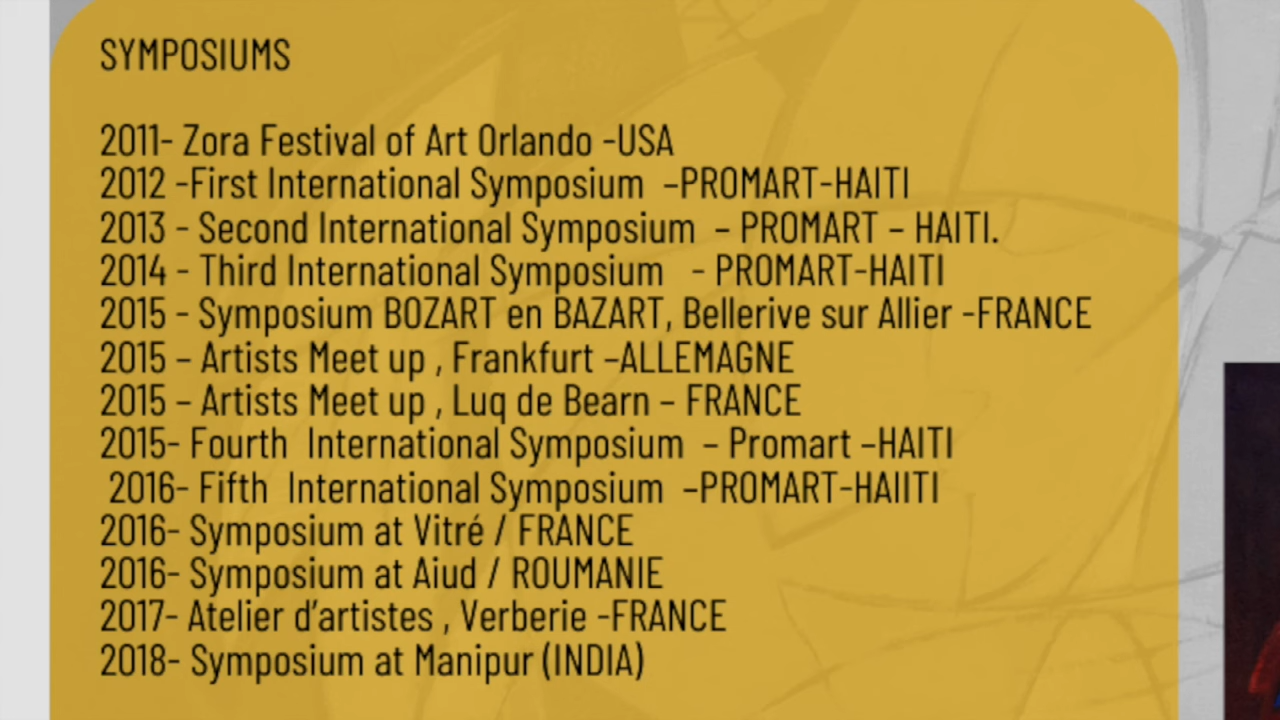 SYMPOSIUMS
2011- Zora Festival of Art Orlando -USA
2012 -First International Symposium –PROMART-HAITI
2013 - Second International Symposium – PROMART – HAITI.
2014 - Third International Symposium - PROMART-HAITI
2015 - Symposium BOZART en BAZART, Bellerive sur Allier -FRANCE
2015 – Artists Meet up , Frankfurt –ALLEMAGNE
2015 – Artists Meet up , Luq de Bearn – FRANCE
2015- Fourth International Symposium – Promart –HAITI
2016- Fifth International Symposium –PROMART-HAIITI
2016- Symposium at Vitré / FRANCE
2016- Symposium at Aiud / ROUMANIE
2017- Atelier d’artistes , Verberie -FRANCE
2018- Symposium at Manipur (INDIA)